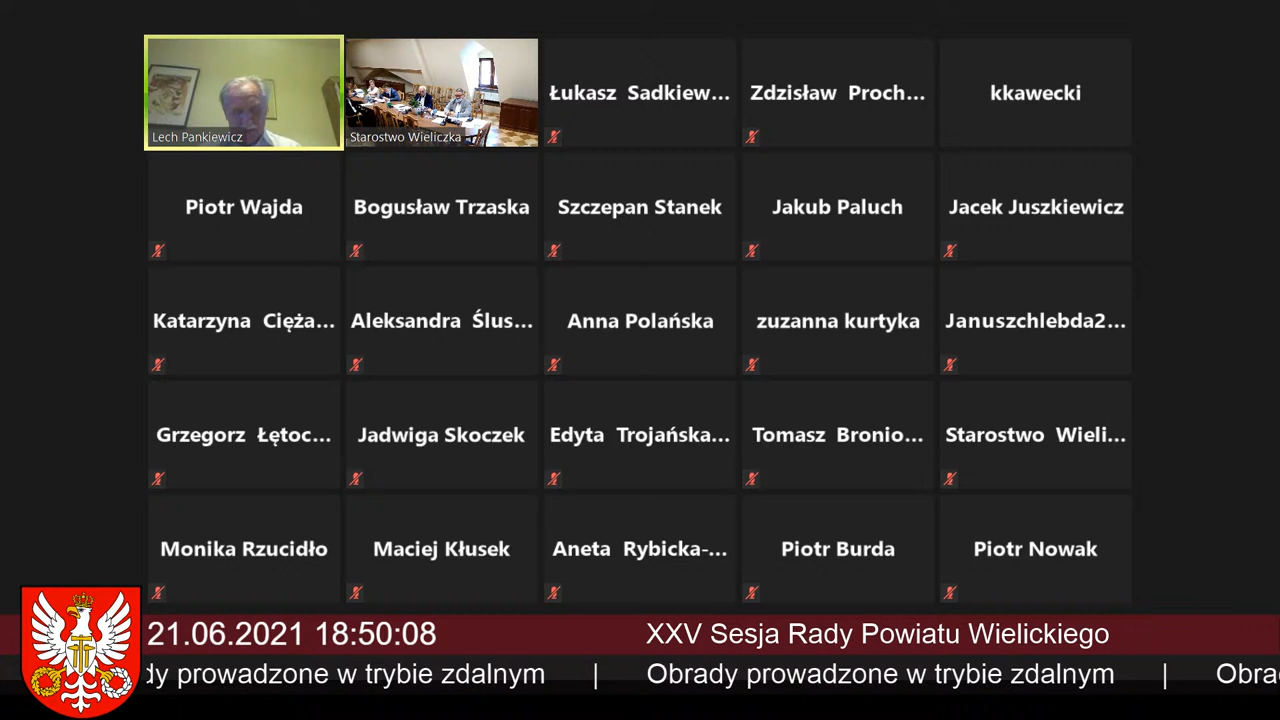 Lech Pankiewicz
Starostwo Wieliczka
Łukasz Sadkiew...
Zdzisław Proch...
kkawecki
Piotr Wajda
Bogusław Trzaska
Szczepan Stanek
Jakub Paluch
Jacek Juszkiewicz
Katarzyna Cięża...
Aleksandra Ślus...
Anna Polańska
zuzanna kurtyka
Januszchlebda2...
Grzegorz Łętoc...
Jadwiga Skoczek
Edyta Trojańska...
Tomasz Bronio...
Starostwo Wieli...
Monika Rzucidło
Maciej Kłusek
Aneta Rybicka-...
Piotr Burda
Piotr Nowak
21.06.2021 18:50:08 XXV Sesja Rady Powiatu Wielickiego
dy prowadzone w trybie zdalnym | Obrady prowadzone w trybie zdalnym | Obra